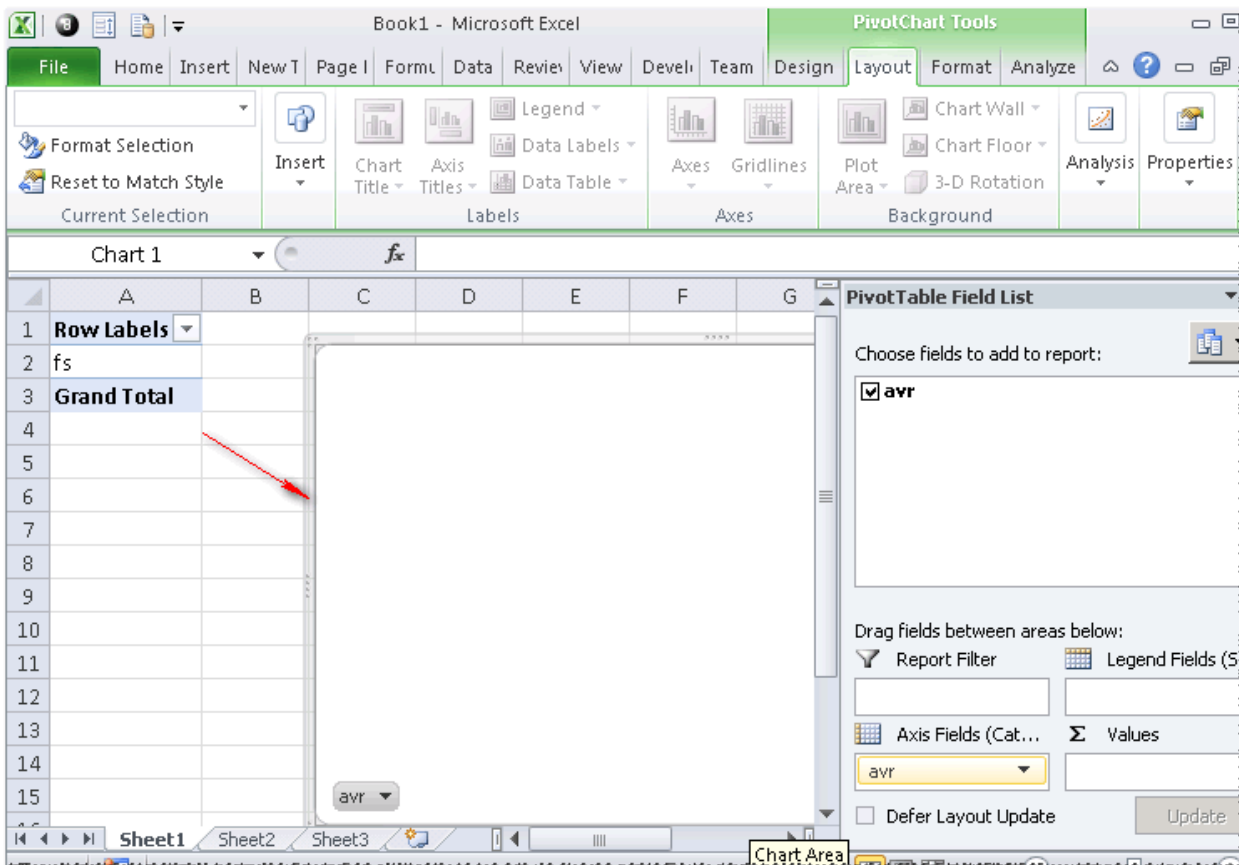 Book1 - Microsoft Excel
PivotChart Tools
File Home Insert New T Page l Formu Data Review View Develo Team Design Layout Format Analyze
Format Selection
Reset to Match Style
Current Selection
Insert
Chart Title
Axis Titles
Legend
Data Labels
Data Table
Labels
Axes
Gridlines
Axes
Plot Area
Chart Wall
Chart Floor
3-D Rotation
Background
Analysis
Properties
Chart 1
fx
A B C D E F G
1 Row Labels
2 fs
3 Grand Total
4
5
6
7
8
9
10
11
12
13
14
15
avr
PivotTable Field List
Choose fields to add to report:
avr
Drag fields between areas below:
Report Filter
Legend Fields (S
Axis Fields (Cat...
Σ Values
avr
Defer Layout Update
Update
Sheet1 Sheet2 Sheet3
Chart Area